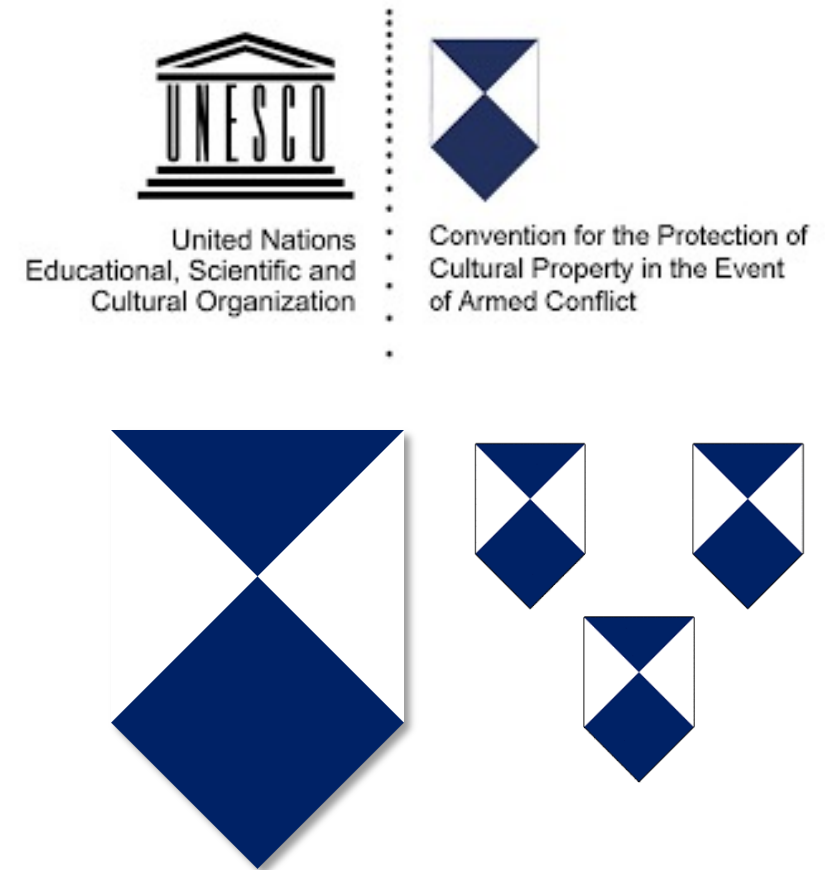 UNESCO
United Nations
Educational, Scientific and
Cultural Organization
Convention for the Protection of
Cultural Property in the Event
of Armed Conflict